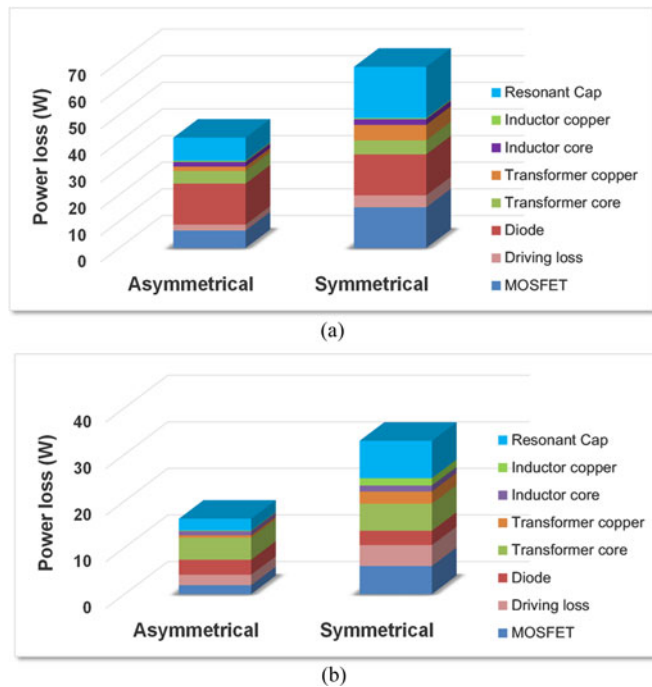 Power loss (W)
70
60
50
40
30
20
10
0
Asymmetrical
Symmetrical
Resonant Cap
Inductor copper
Inductor core
Transformer copper
Transformer core
Diode
Driving loss
MOSFET
(a)
Power loss (W)
40
30
20
10
0
Asymmetrical
Symmetrical
Resonant Cap
Inductor copper
Inductor core
Transformer copper
Transformer core
Diode
Driving loss
MOSFET
(b)